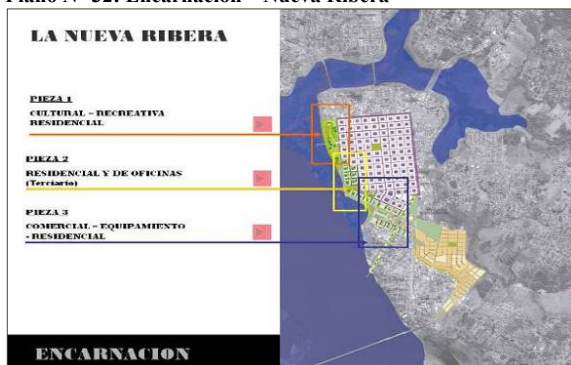 Plano N° 32: Encarnación – Nueva Ribera
LA NUEVA RIBERA
PIEZA 1
CULTURAL – RECREATIVA
RESIDENCIAL
PIEZA 2
RESIDENCIAL Y DE OFICINAS
(Terciario)
PIEZA 3
COMERCIAL – EQUIPAMIENTO
- RESIDENCIAL
ENCARNACION